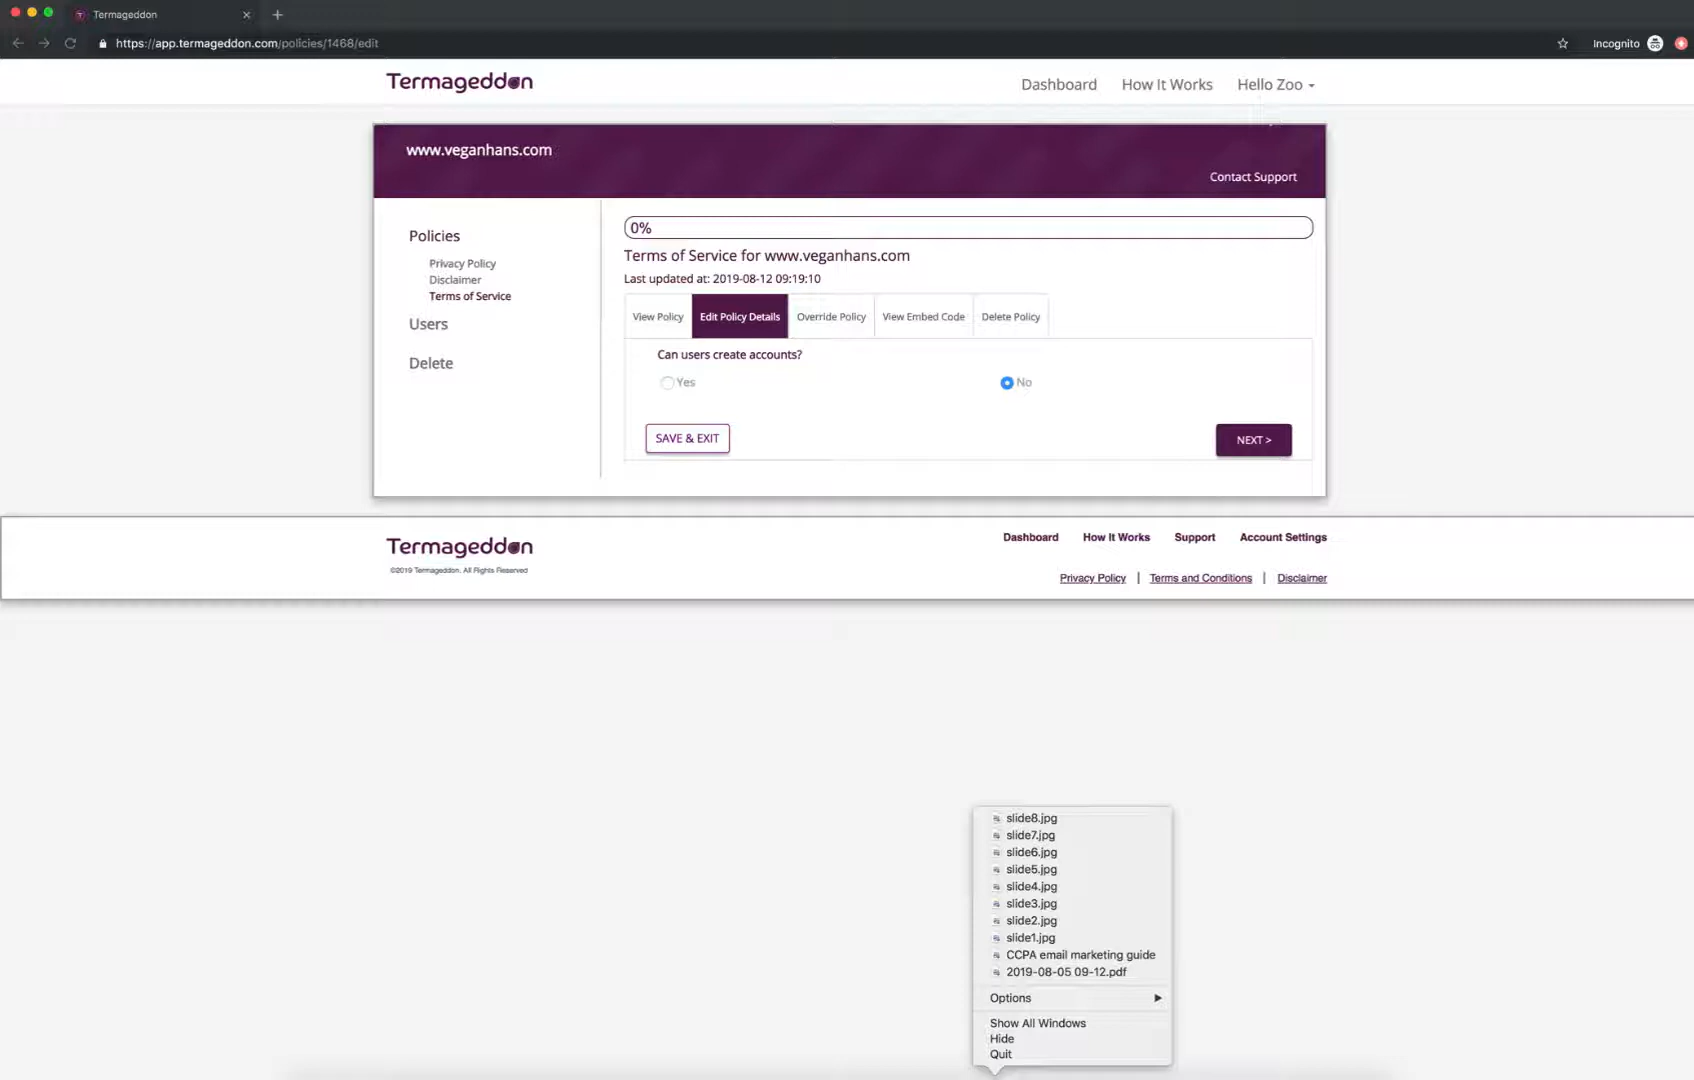 Termageddon
https://app.termageddon.com/policies/1468/edit
Incognito
Termageddon
Dashboard
How It Works
Hello Zoo
www.veganhans.com
Contact Support
Policies
Privacy Policy
Disclaimer
Terms of Service
Users
Delete
0%
Terms of Service for www.veganhans.com
Last updated at: 2019-08-12 09:19:10
View Policy
Edit Policy Details
Override Policy
View Embed Code
Delete Policy
Can users create accounts?
Yes
No
SAVE & EXIT
NEXT >
Termageddon
©2019 Termageddon. All Rights Reserved
Dashboard
How It Works
Support
Account Settings
Privacy Policy | Terms and Conditions | Disclaimer
slide8.jpg
slide7.jpg
slide6.jpg
slide5.jpg
slide4.jpg
slide3.jpg
slide2.jpg
slide1.jpg
CCPA email marketing guide
2019-08-05 09-12.pdf
Options
Show All Windows
Hide
Quit